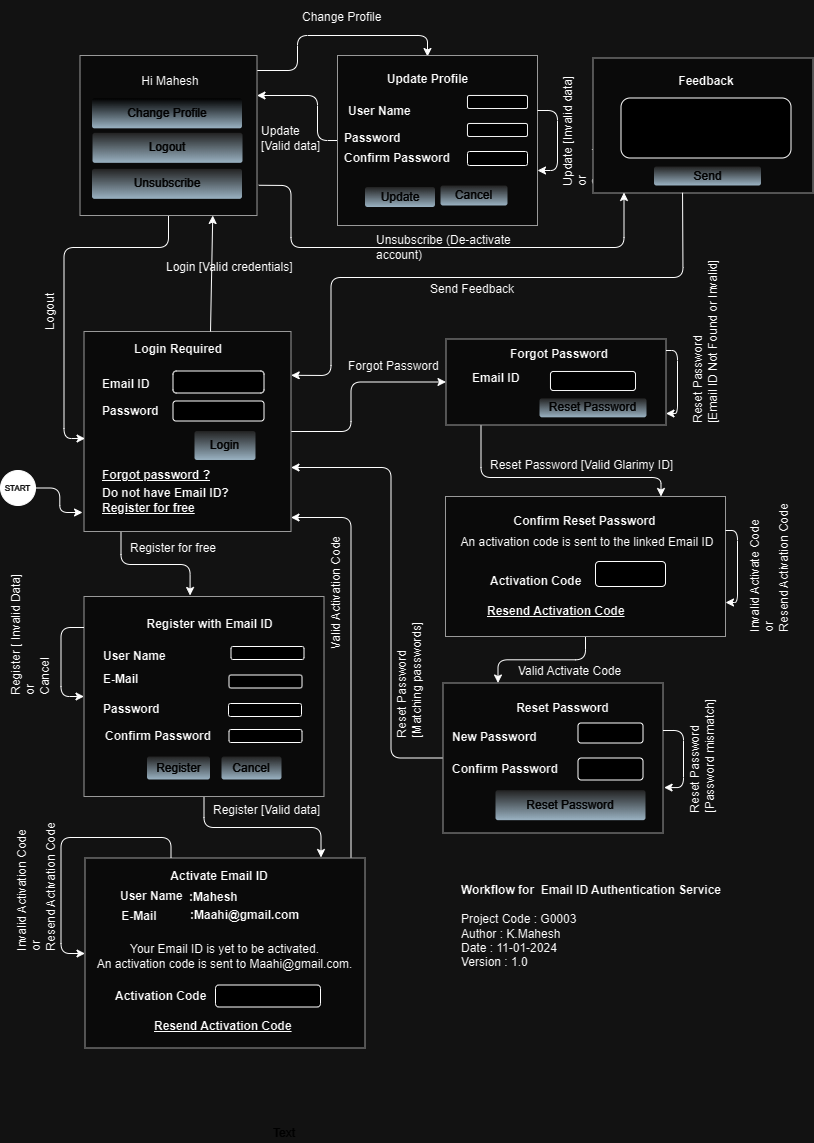 Change Profile
Hi Mahesh
Change Profile
Logout
Unsubscribe
Update
[Valid data]
Update Profile
User Name
Password
Confirm Password
Update
Cancel
Update [Invalid data]
or
Feedback
Send
Unsubscribe (De-activate
account)
Login [Valid credentials]
Send Feedback
Logout
Login Required
Email ID
Password
Login
Forgot password ?
Do not have Email ID?
Register for free
START
Forgot Password
Forgot Password
Email ID
Reset Password
Reset Password
[Email ID Not Found or Invalid]
Reset Password [Valid Glarimy ID]
Confirm Reset Password
An activation code is sent to the linked Email ID
Activation Code
Resend Activation Code
Invalid Activate Code
or
Resend Activation Code
Register for free
Valid Activation Code
Register with Email ID
User Name
E-Mail
Password
Confirm Password
Register
Cancel
Register [ Invalid Data]
or
Cancel
Reset Password
[Matching passwords]
Valid Activate Code
Reset Password
New Password
Confirm Password
Reset Password
Reset Password
[Password mismatch]
Register [Valid data]
Invalid Activation Code
or
Resend Activation Code
Activate Email ID
User Name :Mahesh
E-Mail :Maahi@gmail.com
Your Email ID is yet to be activated.
An activation code is sent to Maahi@gmail.com.
Activation Code
Resend Activation Code
Workflow for Email ID Authentication Service
Project Code : G0003
Author : K.Mahesh
Date : 11-01-2024
Version : 1.0
Text